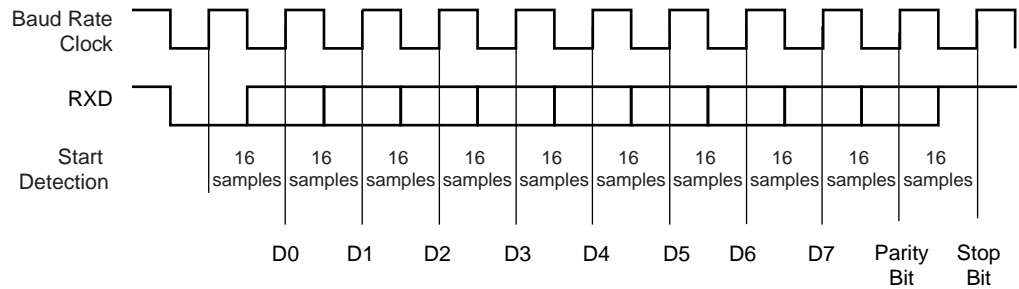 Baud Rate
Clock
RXD
Start
Detection
16 16 16 16 16 16 16 16 16 16
samples samples samples samples samples samples samples samples samples samples
D0 D1 D2 D3 D4 D5 D6 D7 Parity Stop
Bit Bit